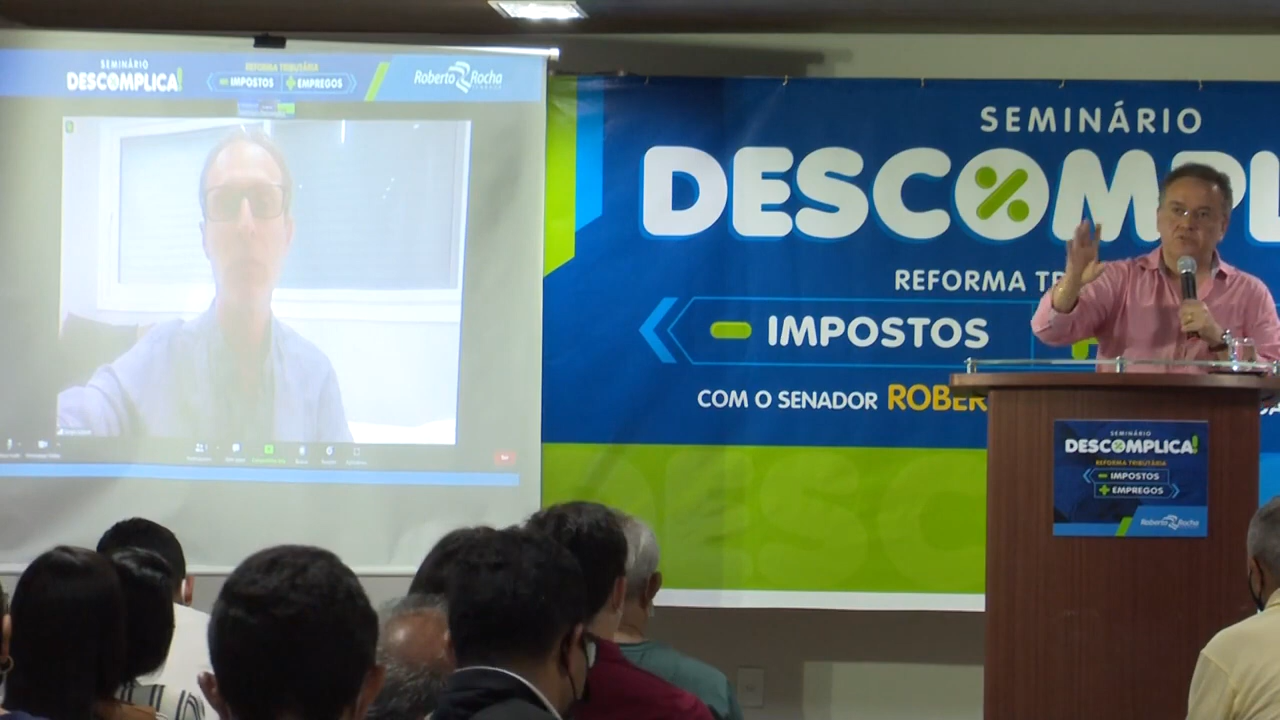 SEMINÁRIO
DESCOMPLICA!
REFORMA TRIBUTÁRIA
IMPOSTOS
EMPREGOS
Roberto Rocha
SEMINÁRIO
DESCOMPL
REFORMA TR
IMPOSTOS
COM O SENADOR ROBER
SEMINÁRIO
DESCOMPLICA!
REFORMA TRIBUTÁRIA
IMPOSTOS
EMPREGOS
Roberto Rocha